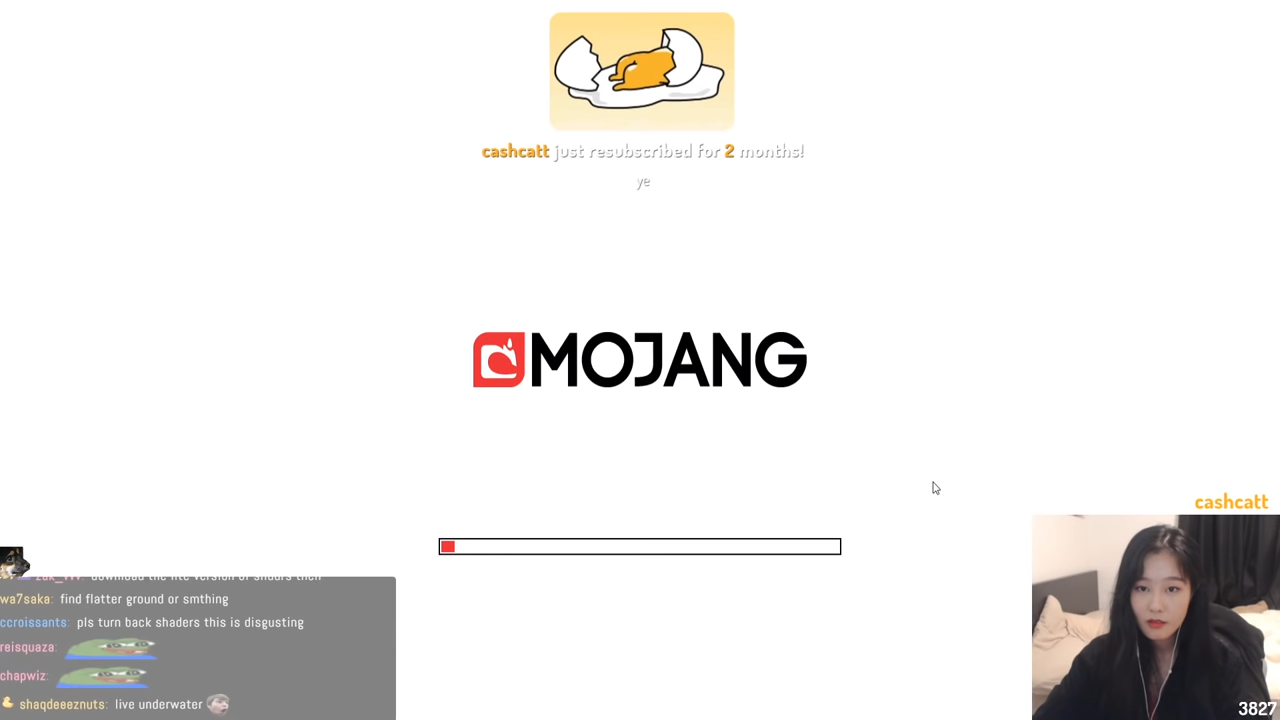 cashcatt just resubscribed for 2 months!
ye
MOJANG
cashcatt
wa7saka: find flatter ground or smthing
ccroissants: pls turn back shaders this is disgusting
reisquaza:
chapwiz:
shaqdeeeznuts: live underwater
3827